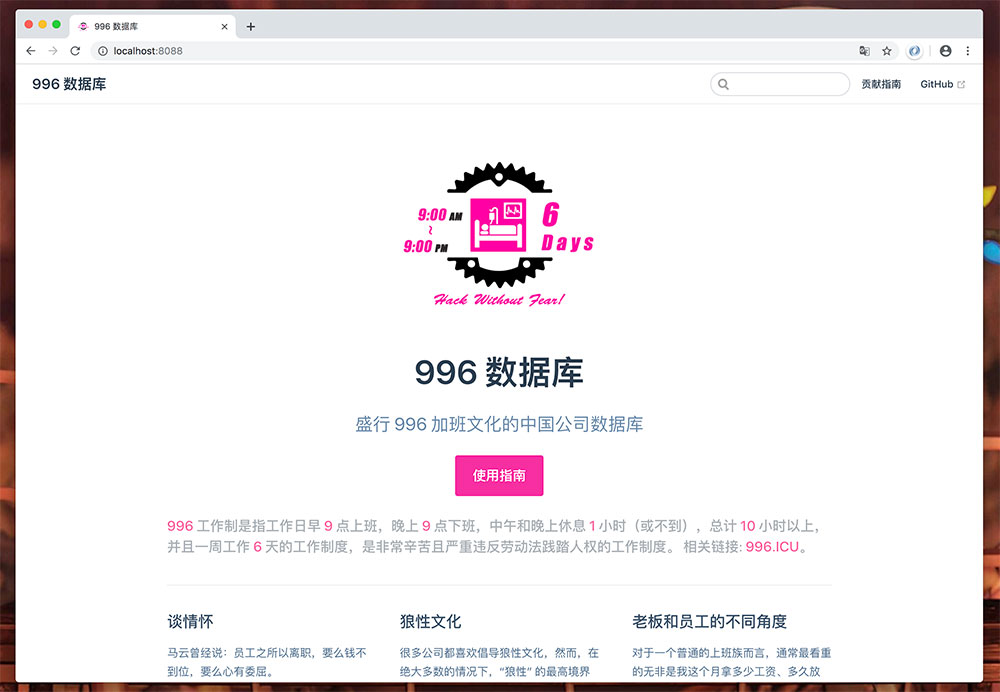 996 数据库
localhost:8088
996 数据库
贡献指南
GitHub
9:00 AM
~
9:00 PM
6
Days
Hack Without Fear!
996 数据库
盛行 996 加班文化的中国公司数据库
使用指南
996 工作制是指工作日早 9 点上班，晚上 9 点下班，中午和晚上休息 1 小时（或不到），总计 10 小时以上，
并且一周工作 6 天的工作制度，是非常辛苦且严重违反劳动法践踏人权的工作制度。 相关链接: 996.ICU。
谈情怀
马云曾经说：员工之所以离职，要么钱不
到位，要么心有委屈。
狼性文化
很多公司都喜欢倡导狼性文化，然而，在
绝大多数的情况下，“狼性” 的最高境界
老板和员工的不同角度
对于一个普通的上班族而言，通常最看重
的无非是我这个月拿多少工资、多久放